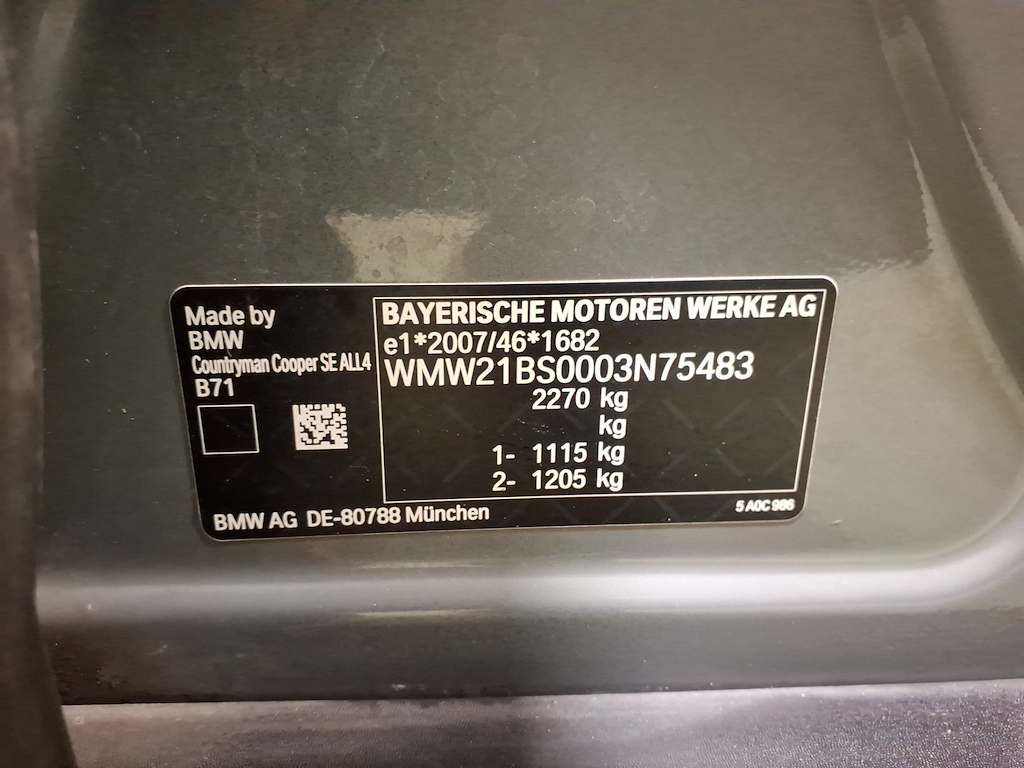 Made by
BMW
Countryman Cooper SE ALL4
B71
BAYERISCHE MOTOREN WERKE AG
e1*2007/46*1682
WMW21BS0003N75483
2270 kg
kg
1- 1115 kg
2- 1205 kg
BMW AG DE-80788 München
5 A0C 986